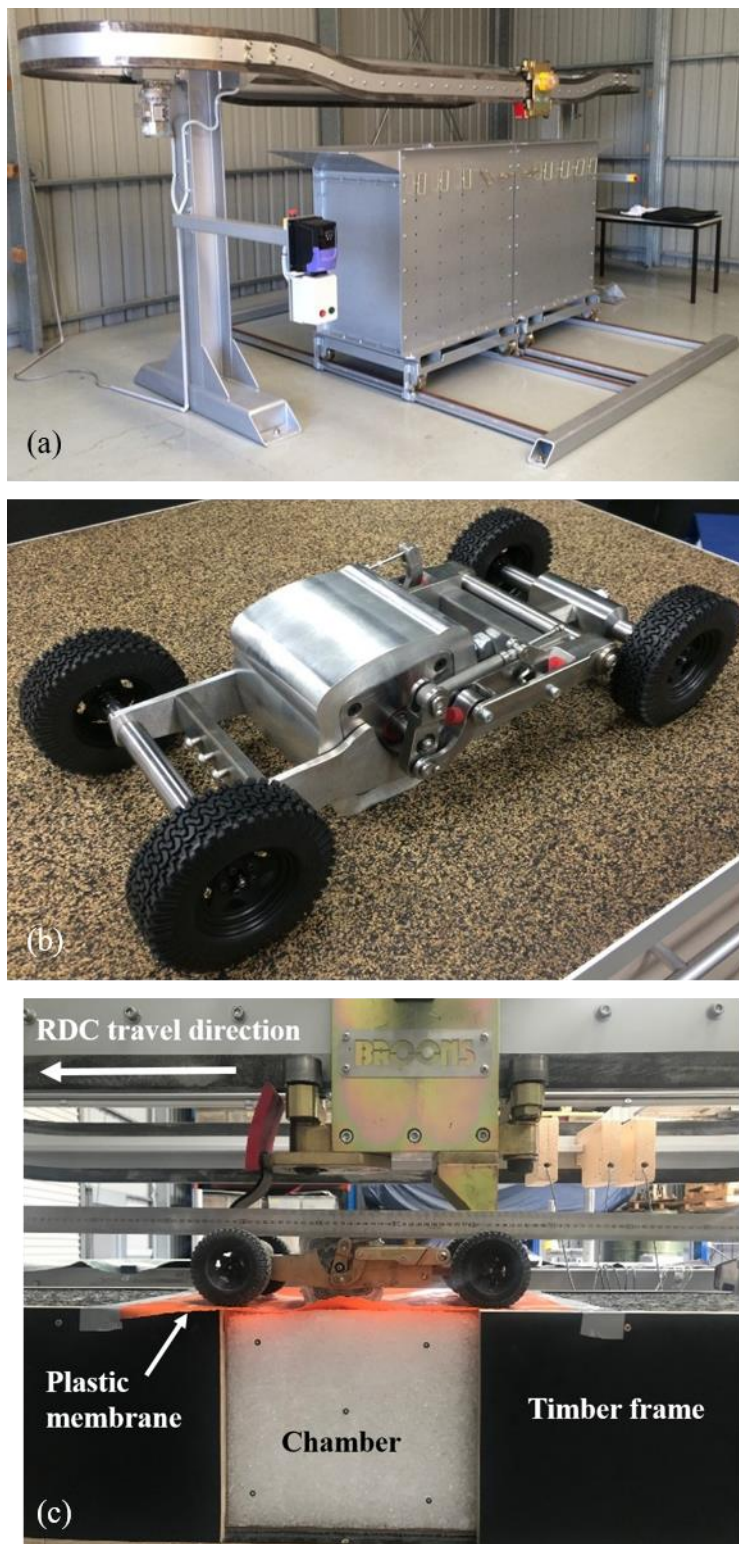 (a)
(b)
RDC travel direction
BROONS
Plastic
membrane
Chamber
Timber frame
(c)